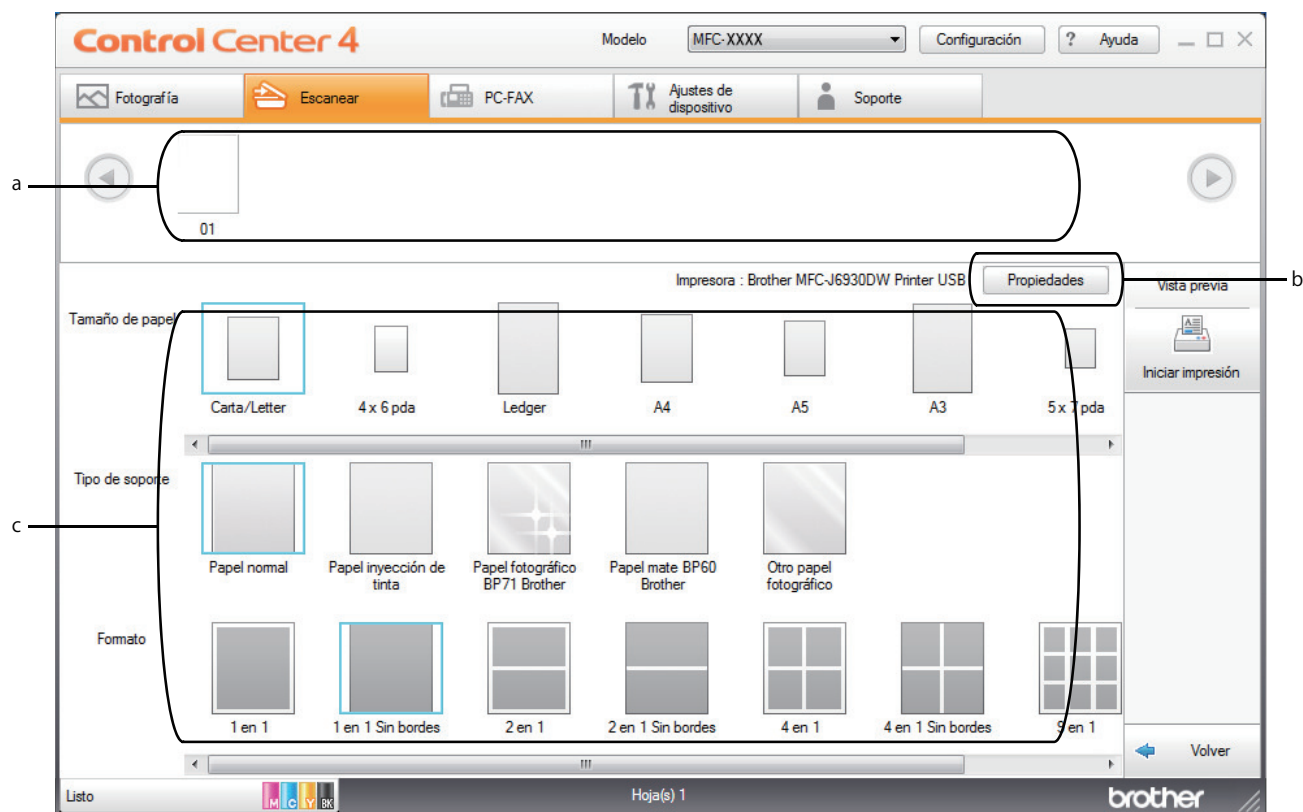 Control Center 4
Modelo
MFC-XXXX
Configuración
? Ayuda
Fotografía
Escanear
PC-FAX
Ajustes de
dispositivo
Soporte
a
01
Impresora : Brother MFC-J6930DW Printer USB
Propiedades
b
Vista previa
Tamaño de papel
Iniciar impresión
Carta/Letter
4 x 6 pda
Ledger
A4
A5
A3
5 x 7 pda
Tipo de soporte
c
Papel normal
Papel inyección de
tinta
Papel fotográfico
BP71 Brother
Papel mate BP60
Brother
Otro papel
fotográfico
Formato
1 en 1
1 en 1 Sin bordes
2 en 1
2 en 1 Sin bordes
4 en 1
4 en 1 Sin bordes
9 en 1
Volver
Listo
M C Y BK
Hoja(s) 1
brother